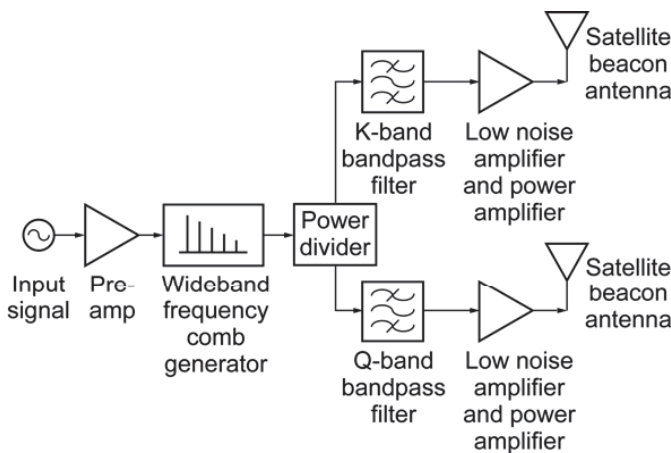 Satellite
beacon
antenna
K-band
bandpass
filter
Low noise
amplifier
and power
amplifier
Power
divider
Input
signal
Pre-
amp
Wideband
frequency
comb
generator
Satellite
beacon
antenna
Q-band
bandpass
filter
Low noise
amplifier
and power
amplifier